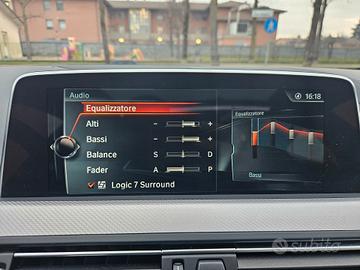 Audio
16:18
Equalizzatore
Alti - +
Bassi - +
Balance S D
Fader A P
Logic 7 Surround
Equalizzatore
Bassi
subito